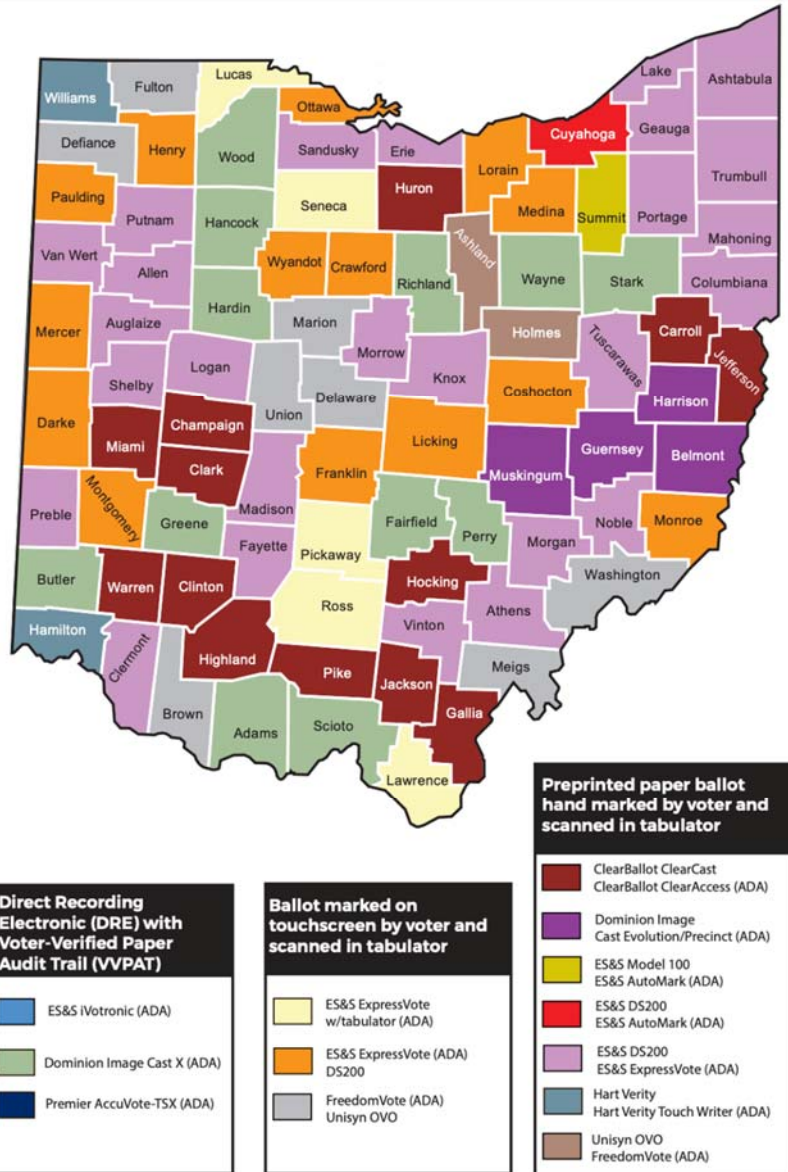 Williams
Fulton
Lucas
Ottawa
Lake
Ashtabula
Defiance
Henry
Wood
Sandusky
Erie
Cuyahoga
Geauga
Paulding
Putnam
Hancock
Seneca
Huron
Lorain
Medina
Summit
Portage
Trumbull
Mahoning
Van Wert
Allen
Wyandot
Crawford
Richland
Ashland
Wayne
Stark
Columbiana
Mercer
Auglaize
Hardin
Marion
Morrow
Holmes
Tuscarawas
Carroll
Jefferson
Shelby
Logan
Union
Delaware
Knox
Coshocton
Harrison
Darke
Miami
Champaign
Clark
Madison
Franklin
Licking
Muskingum
Guernsey
Belmont
Preble
Montgomery
Greene
Fayette
Pickaway
Fairfield
Perry
Morgan
Noble
Monroe
Butler
Warren
Clinton
Ross
Hocking
Athens
Washington
Hamilton
Clermont
Highland
Pike
Vinton
Meigs
Brown
Adams
Scioto
Jackson
Gallia
Lawrence
Direct Recording
Electronic (DRE) with
Voter-Verified Paper
Audit Trail (VVPAT)
ES&S iVotronic (ADA)
Dominion Image Cast X (ADA)
Premier AccuVote-TSX (ADA)
Ballot marked on
touchscreen by voter and
scanned in tabulator
ES&S ExpressVote
w/tabulator (ADA)
ES&S ExpressVote (ADA)
DS200
FreedomVote (ADA)
Unisyn OVO
Preprinted paper ballot
hand marked by voter and
scanned in tabulator
ClearBallot ClearCast
ClearBallot ClearAccess (ADA)
Dominion Image
Cast Evolution/Precinct (ADA)
ES&S Model 100
ES&S AutoMark (ADA)
ES&S DS200
ES&S AutoMark (ADA)
ES&S DS200
ES&S ExpressVote (ADA)
Hart Verity
Hart Verity Touch Writer (ADA)
Unisyn OVO
FreedomVote (ADA)